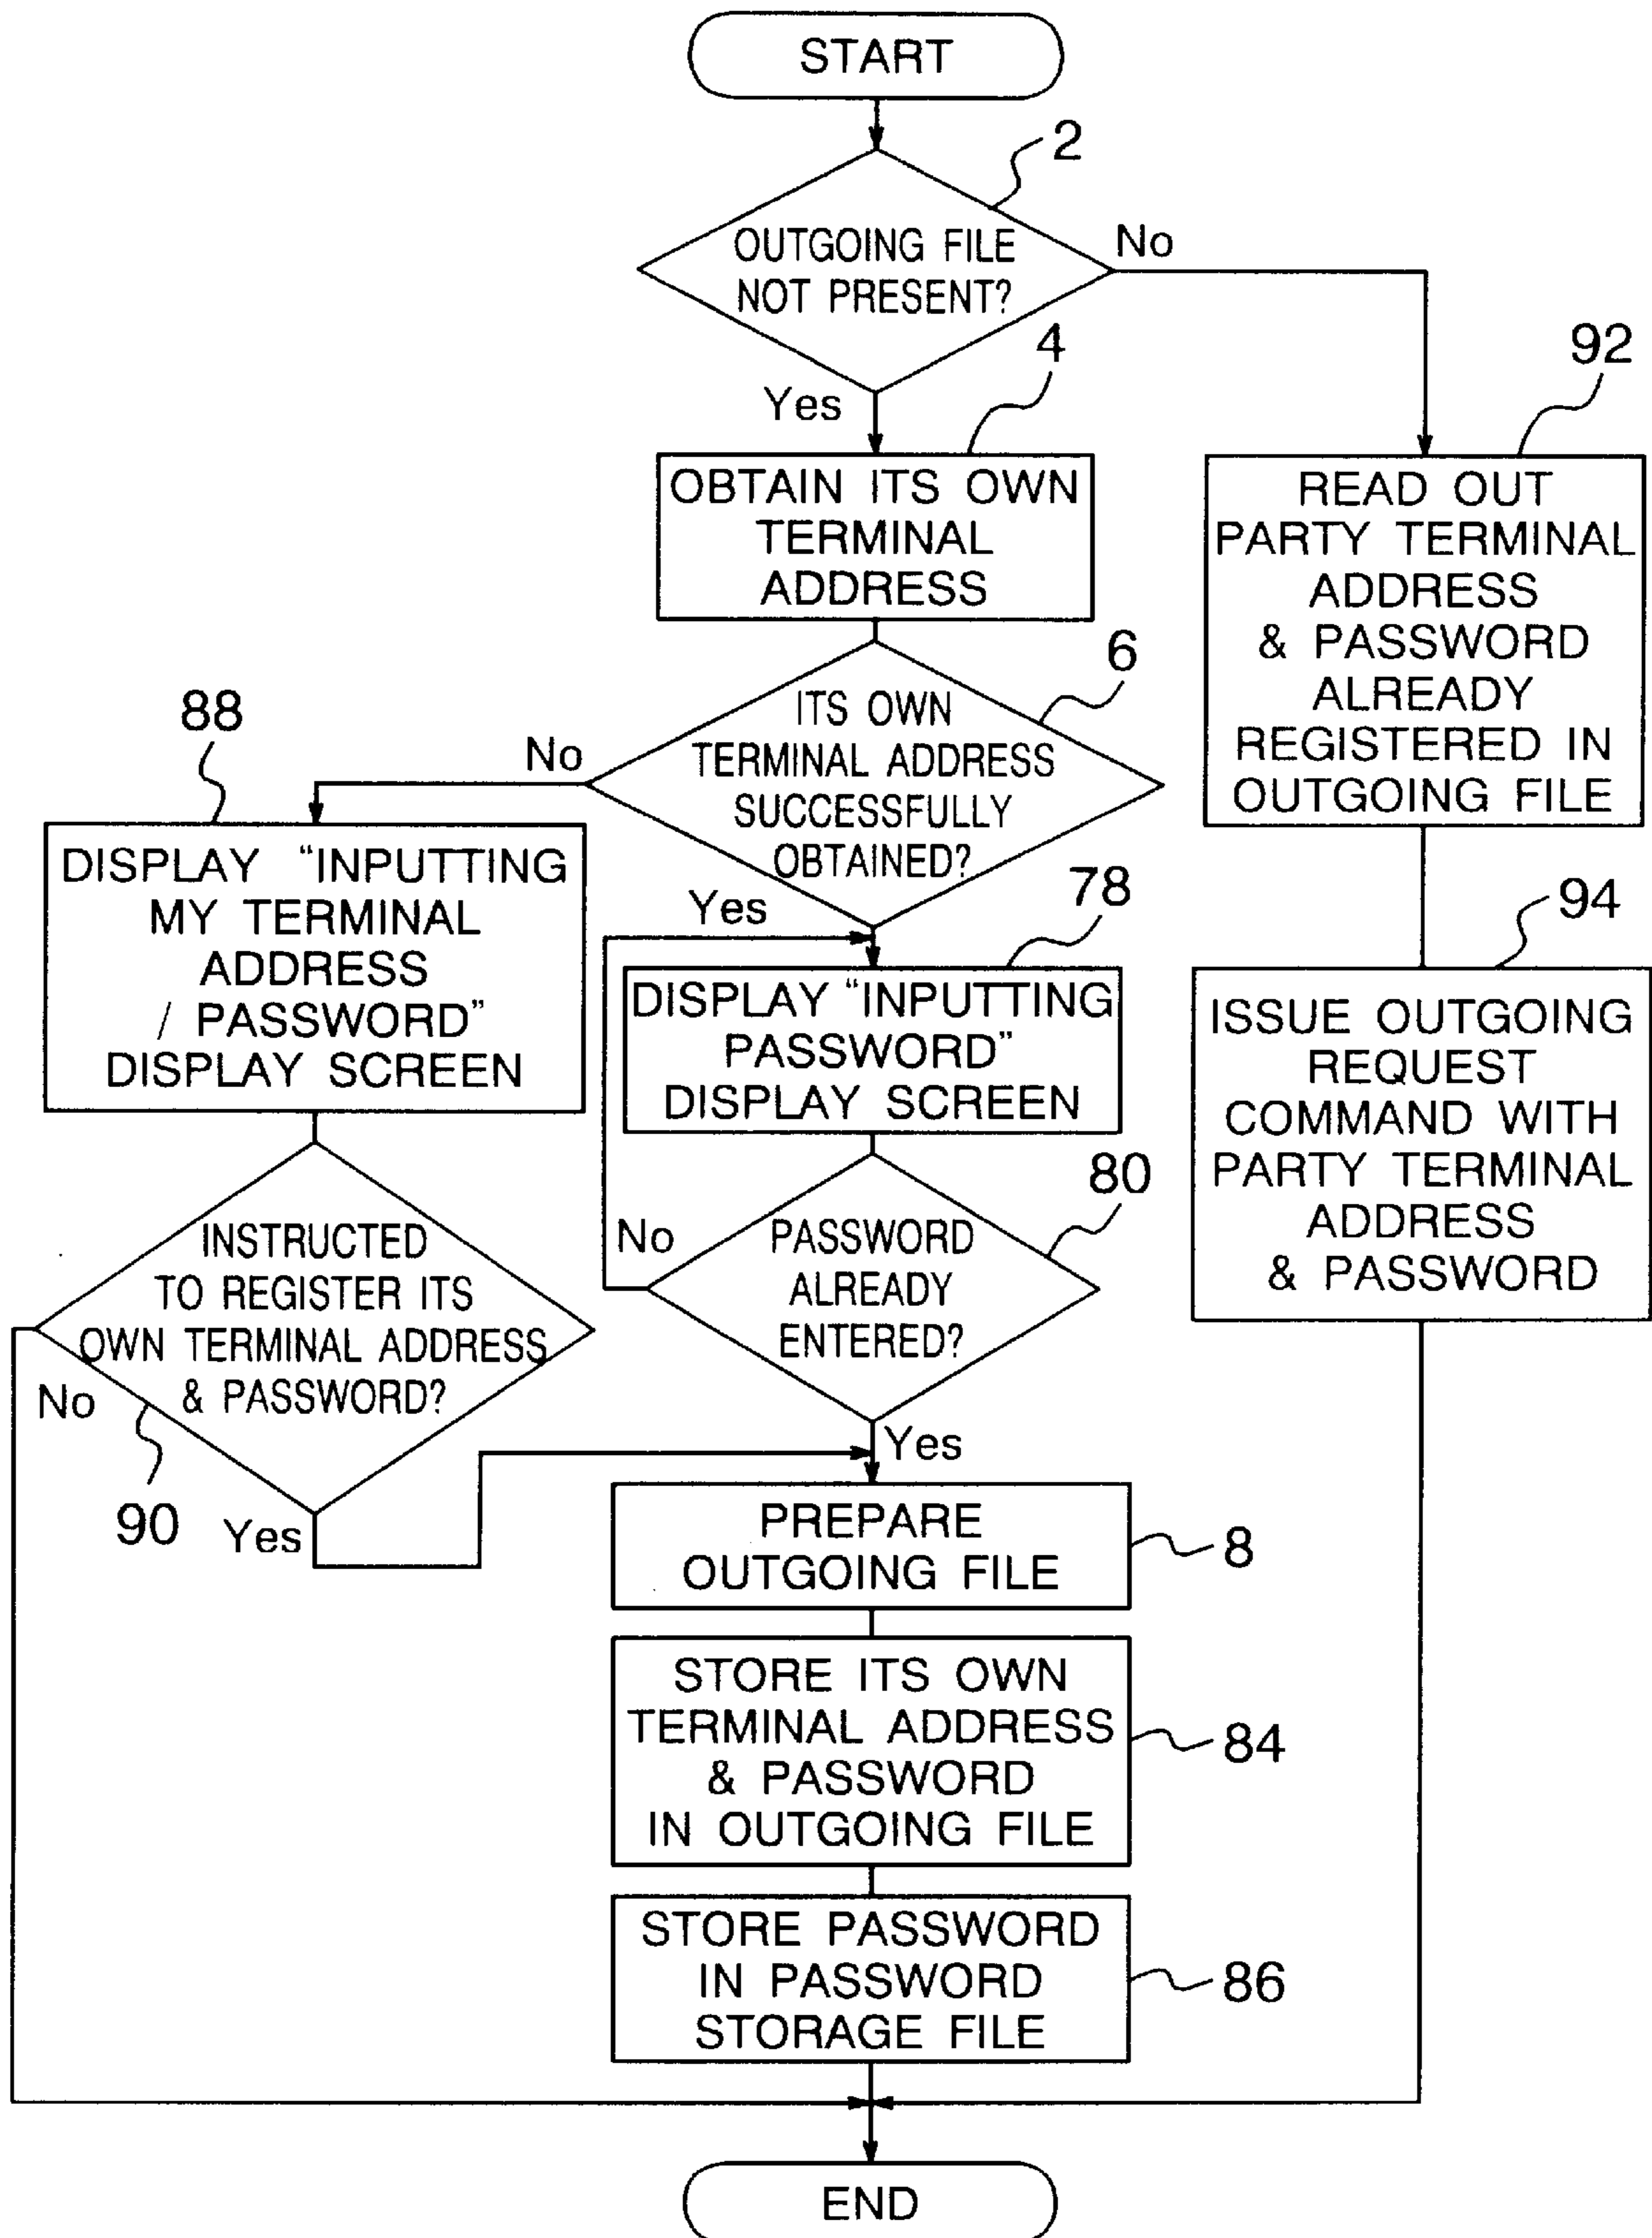 START
2
OUTGOING FILE
NOT PRESENT?
No
Yes
4
92
OBTAIN ITS OWN
TERMINAL
ADDRESS
READ OUT
PARTY TERMINAL
ADDRESS
& PASSWORD
ALREADY
REGISTERED IN
OUTGOING FILE
6
ITS OWN
TERMINAL ADDRESS
SUCCESSFULLY
OBTAINED?
No
Yes
88
DISPLAY “INPUTTING
MY TERMINAL
ADDRESS
/ PASSWORD”
DISPLAY SCREEN
78
DISPLAY “INPUTTING
PASSWORD”
DISPLAY SCREEN
94
ISSUE OUTGOING
REQUEST
COMMAND WITH
PARTY TERMINAL
ADDRESS
& PASSWORD
80
PASSWORD
ALREADY
ENTERED?
No
Yes
INSTRUCTED
TO REGISTER ITS
OWN TERMINAL ADDRESS
& PASSWORD?
No
90
Yes
PREPARE
OUTGOING FILE
8
STORE ITS OWN
TERMINAL ADDRESS
& PASSWORD
IN OUTGOING FILE
84
STORE PASSWORD
IN PASSWORD
STORAGE FILE
86
END